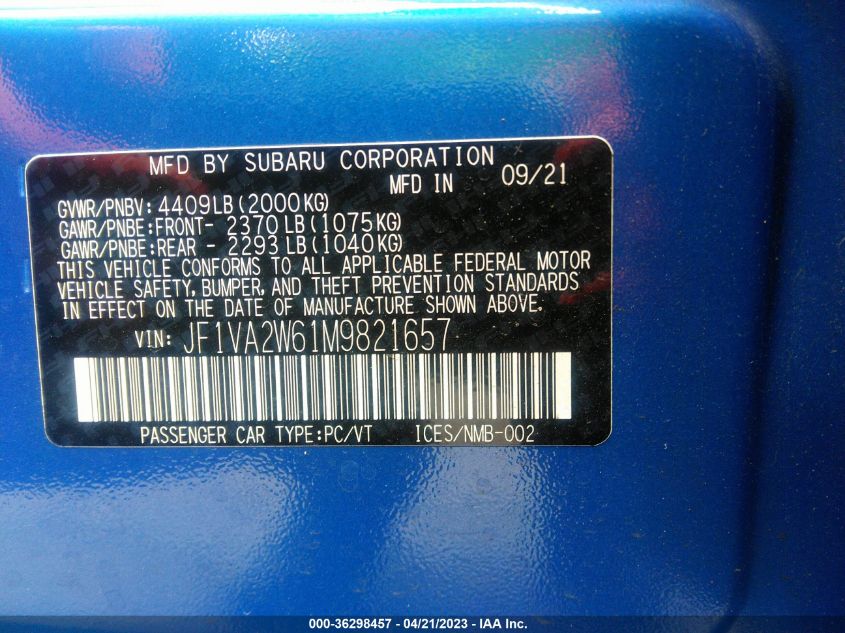 MFD BY SUBARU CORPORATION
MFD IN 09/21
GVWR/PNBV: 4409LB(2000KG)
GAWR/PNBE:FRONT- 2370LB(1075KG)
GAWR/PNBE:REAR - 2293LB(1040KG)
THIS VEHICLE CONFORMS TO ALL APPLICABLE FEDERAL MOTOR
VEHICLE SAFETY, BUMPER, AND THEFT PREVENTION STANDARDS
IN EFFECT ON THE DATE OF MANUFACTURE SHOWN ABOVE.
VIN: JF1VA2W61M9821657
PASSENGER CAR TYPE:PC/VT ICES/NMB-002
000-36298457 - 04/21/2023 - IAA Inc.